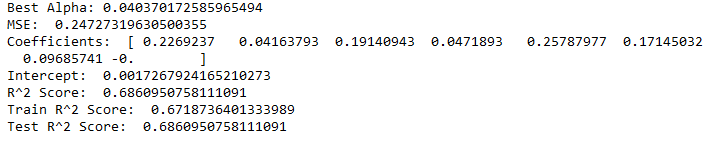 Best Alpha: 0.040370172585965494
MSE:  0.24727319630500355
Coefficients:  [ 0.2269237   0.04163793  0.19140943  0.0471893   0.25787977  0.17145032
  0.09685741 -0.        ]
Intercept:  0.0017267924165210273
R^2 Score:  0.6860950758111091
Train R^2 Score:  0.6718736401333989
Test R^2 Score:  0.6860950758111091